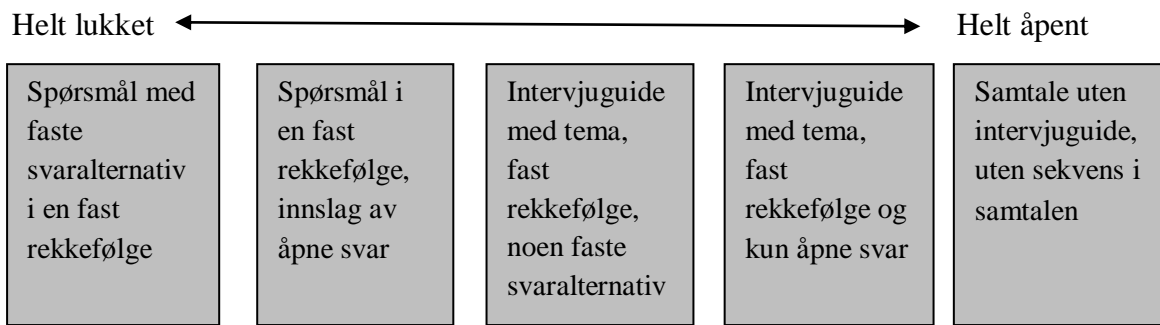 Helt lukket
Helt åpent
Spørsmål med
faste
svaralternativ
i en fast
rekkefølge
Spørsmål i
en fast
rekkefølge,
innslag av
åpne svar
Intervjuguide
med tema,
fast
rekkefølge,
noen faste
svaralternativ
Intervjuguide
med tema,
fast
rekkefølge og
kun åpne svar
Samtale uten
intervjuguide,
uten sekvens i
samtalen